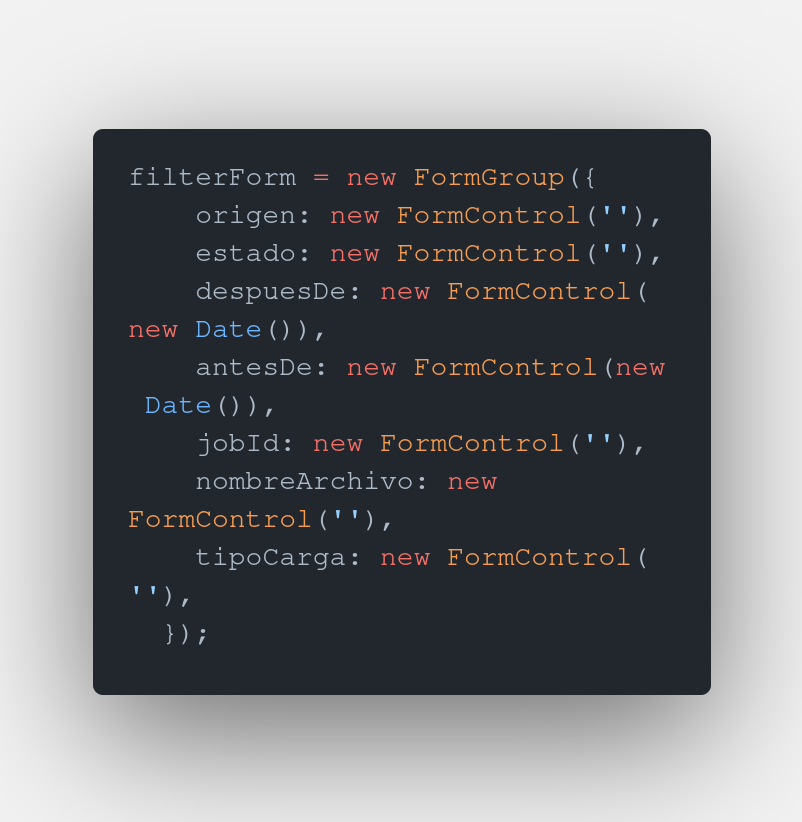 filterForm = new FormGroup({
    origen: new FormControl(''),
    estado: new FormControl(''),
    despuesDe: new FormControl(
new Date()),
    antesDe: new FormControl(new
 Date()),
    jobId: new FormControl(''),
    nombreArchivo: new
FormControl(''),
    tipoCarga: new FormControl(
''),
  });